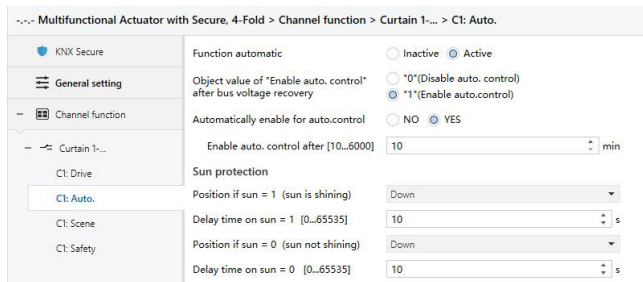 -.-.- Multifunctional Actuator with Secure, 4-Fold > Channel function > Curtain 1-... > C1: Auto.
KNX Secure
General setting
Channel function
Curtain 1-...
C1: Drive
C1: Auto.
C1: Scene
C1: Safety
Function automatic Inactive Active
Object value of "Enable auto. control" after bus voltage recovery
"0"(Disable auto. control)
"1"(Enable auto.control)
Automatically enable for auto.control NO YES
Enable auto. control after [10...6000] 10 min
Sun protection
Position if sun = 1 (sun is shining) Down
Delay time on sun = 1 [0...65535] 10 s
Position if sun = 0 (sun not shining) Down
Delay time on sun = 0 [0...65535] 10 s